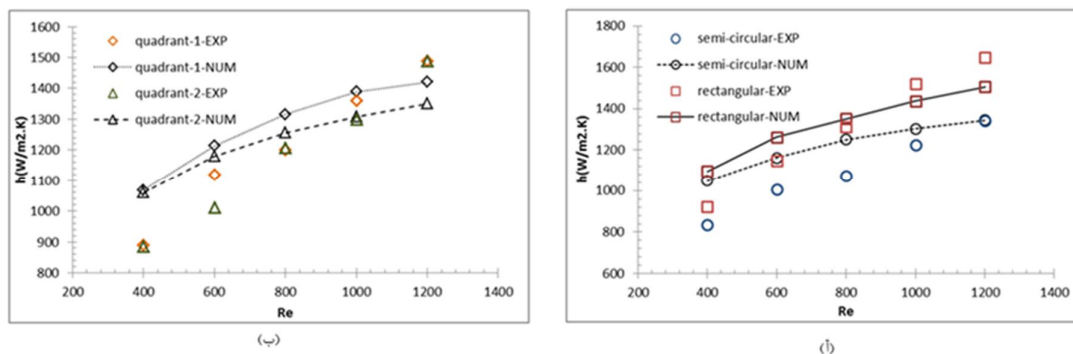 1600
1500
1400
1300
1200
1100
1000
900
800
h(W/m2.K)
quadrant-1-EXP
quadrant-1-NUM
quadrant-2-EXP
quadrant-2-NUM
200 400 600 800 1000 1200 1400
Re
(ب)
1800
1600
1400
1200
1000
800
600
h(W/m2.K)
semi-circular-EXP
semi-circular-NUM
rectangular-EXP
rectangular-NUM
200 400 600 800 1000 1200 1400
Re
(أ)